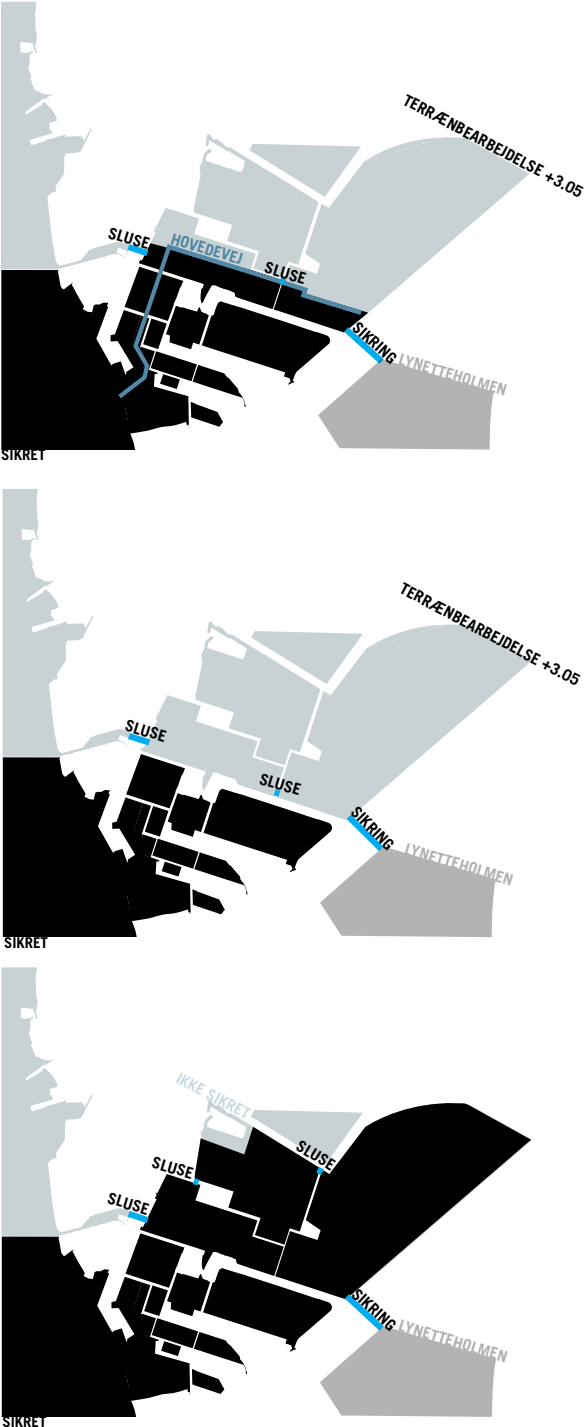 TERRÆNBEARBEJDELSE +3.05
SLUSE
HOVEDEVEJ
SLUSE
SIKRING
LYNETTEHOLMEN
SIKRET
TERRÆNBEARBEJDELSE +3.05
SLUSE
SLUSE
SIKRING
LYNETTEHOLMEN
SIKRET
IKKE SIKRET
SLUSE
SLUSE
SLUSE
SIKRING
LYNETTEHOLMEN
SIKRET